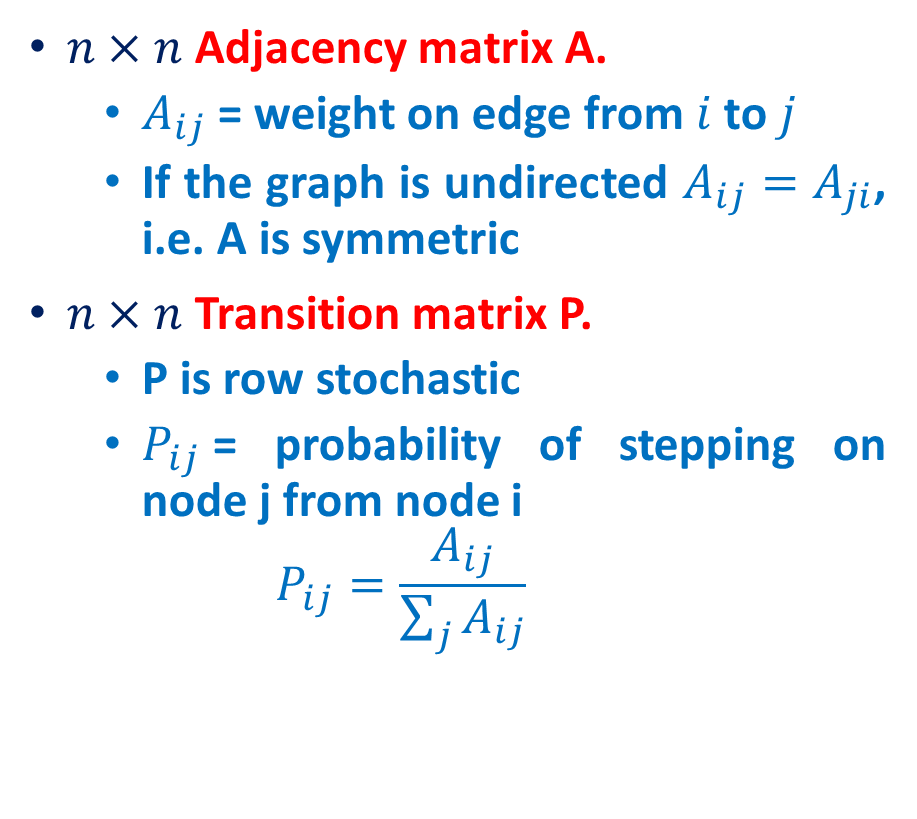 • n × n Adjacency matrix A.
• A_{ij} = weight on edge from i to j
• If the graph is undirected A_{ij} = A_{ji},
i.e. A is symmetric
• n × n Transition matrix P.
• P is row stochastic
• P_{ij} = probability of stepping on
node j from node i
P_{ij} = \frac{A_{ij}}{\sum_j A_{ij}}